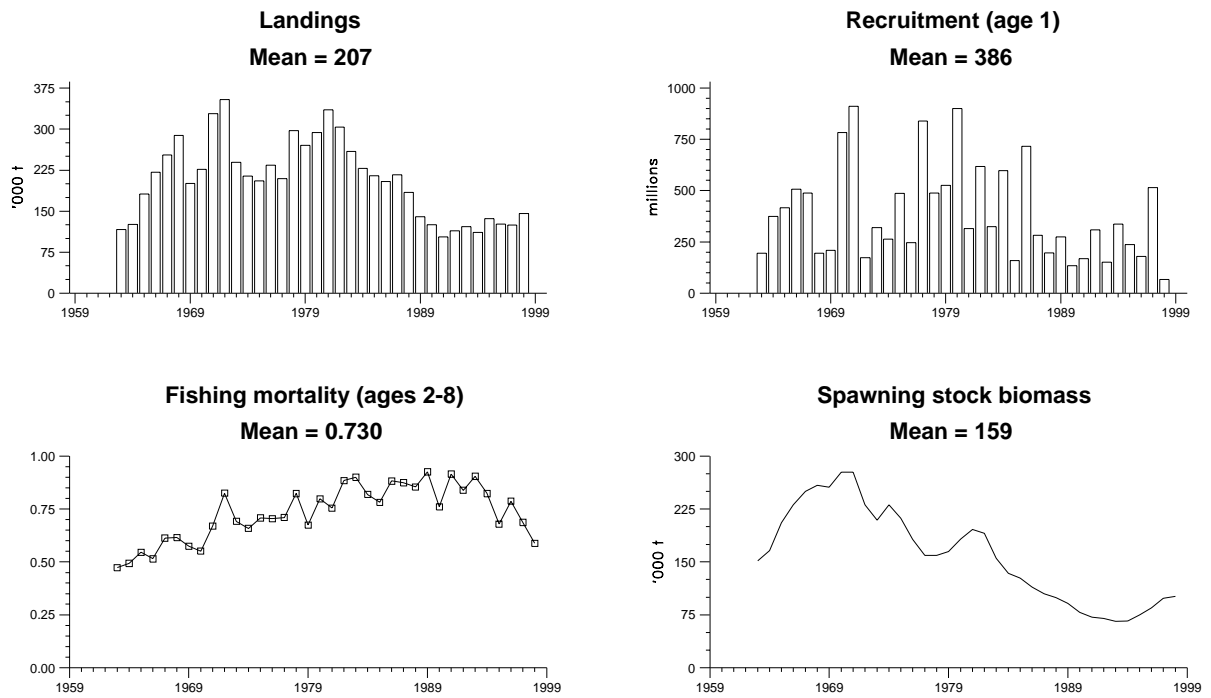 Landings
Mean = 207
375
300
225
150
75
0
'000 t
1959 1969 1979 1989 1999
Recruitment (age 1)
Mean = 386
1000
750
500
250
0
millions
1959 1969 1979 1989 1999
Fishing mortality (ages 2-8)
Mean = 0.730
1.00
0.75
0.50
0.25
0.00
1959 1969 1979 1989 1999
Spawning stock biomass
Mean = 159
300
225
150
75
0
'000 t
1959 1969 1979 1989 1999